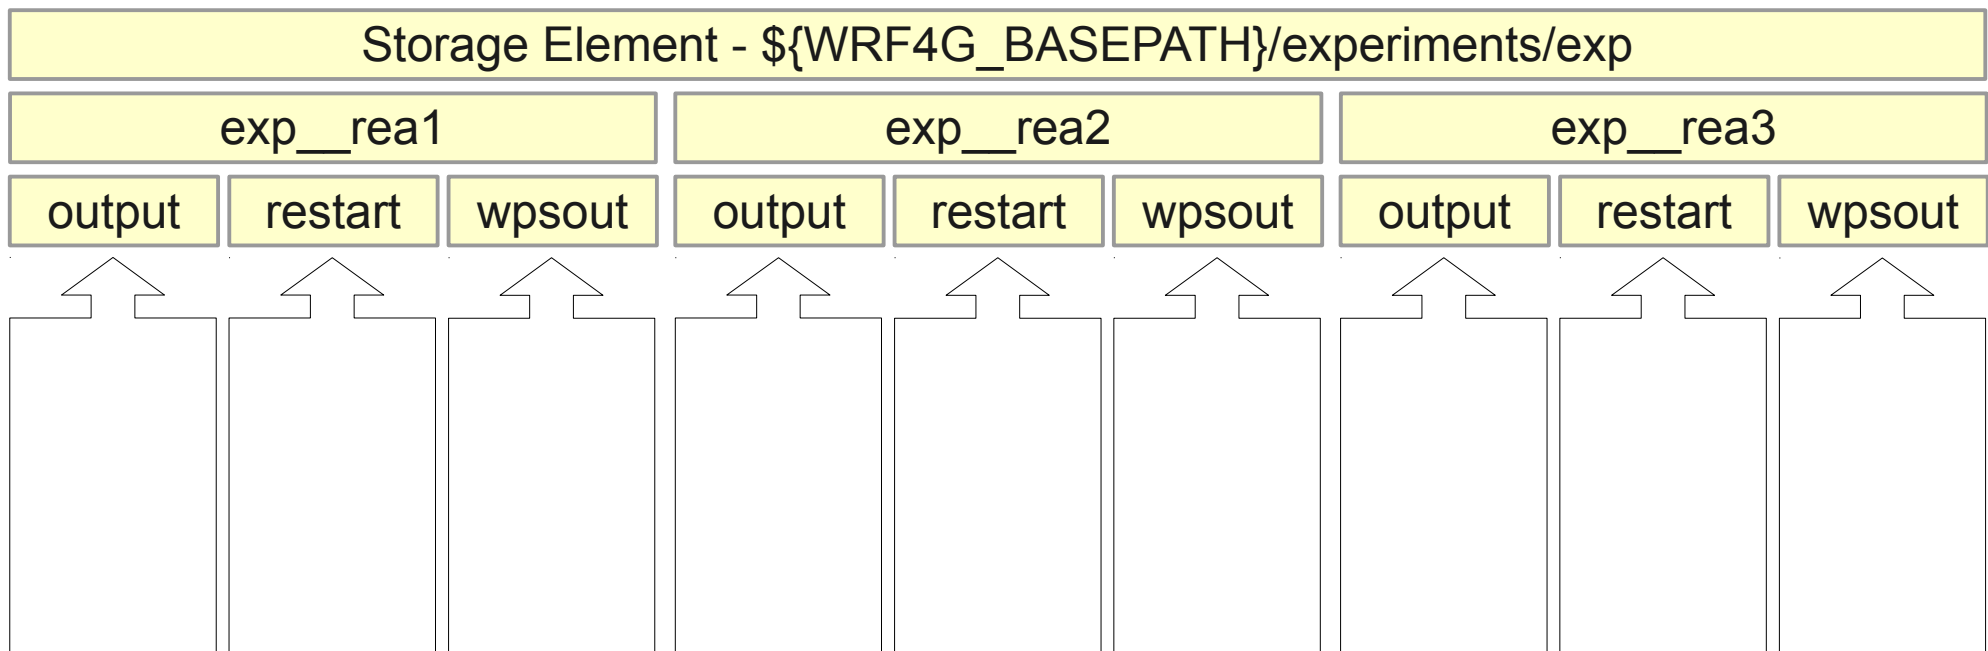 Storage Element - ${WRF4G_BASEPATH}/experiments/exp
exp__rea1 exp__rea2 exp__rea3
output restart wpsout output restart wpsout output restart wpsout